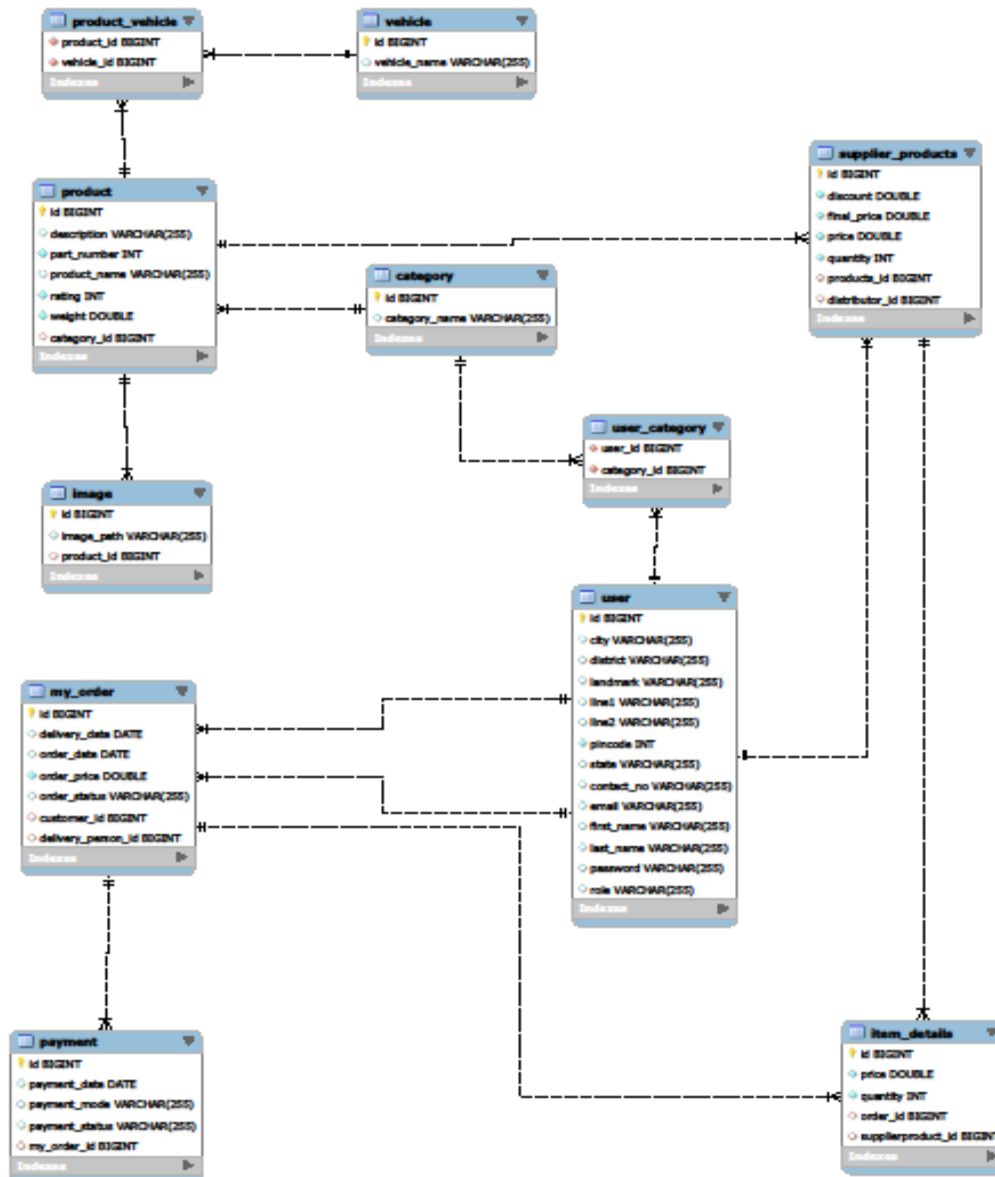 product_vehicle
product_id BIGINT
vehicle_id BIGINT
Indexes
vehicle
id BIGINT
vehicle_name VARCHAR(255)
Indexes
supplier_products
id BIGINT
discount DOUBLE
final_price DOUBLE
price DOUBLE
quantity INT
products_id BIGINT
distributor_id BIGINT
Indexes
product
id BIGINT
description VARCHAR(255)
part_number INT
product_name VARCHAR(255)
rating INT
weight DOUBLE
category_id BIGINT
Indexes
category
id BIGINT
category_name VARCHAR(255)
Indexes
user_category
user_id BIGINT
category_id BIGINT
Indexes
image
id BIGINT
image_path VARCHAR(255)
product_id BIGINT
Indexes
user
id BIGINT
city VARCHAR(255)
district VARCHAR(255)
landmark VARCHAR(255)
line1 VARCHAR(255)
line2 VARCHAR(255)
pincode INT
state VARCHAR(255)
contact_no VARCHAR(255)
email VARCHAR(255)
first_name VARCHAR(255)
last_name VARCHAR(255)
password VARCHAR(255)
role VARCHAR(255)
Indexes
my_order
id BIGINT
delivery_date DATE
order_date DATE
order_price DOUBLE
order_status VARCHAR(255)
customer_id BIGINT
delivery_person_id BIGINT
Indexes
payment
id BIGINT
payment_date DATE
payment_mode VARCHAR(255)
payment_status VARCHAR(255)
my_order_id BIGINT
Indexes
item_details
id BIGINT
price DOUBLE
quantity INT
order_id BIGINT
supplierproduct_id BIGINT
Indexes